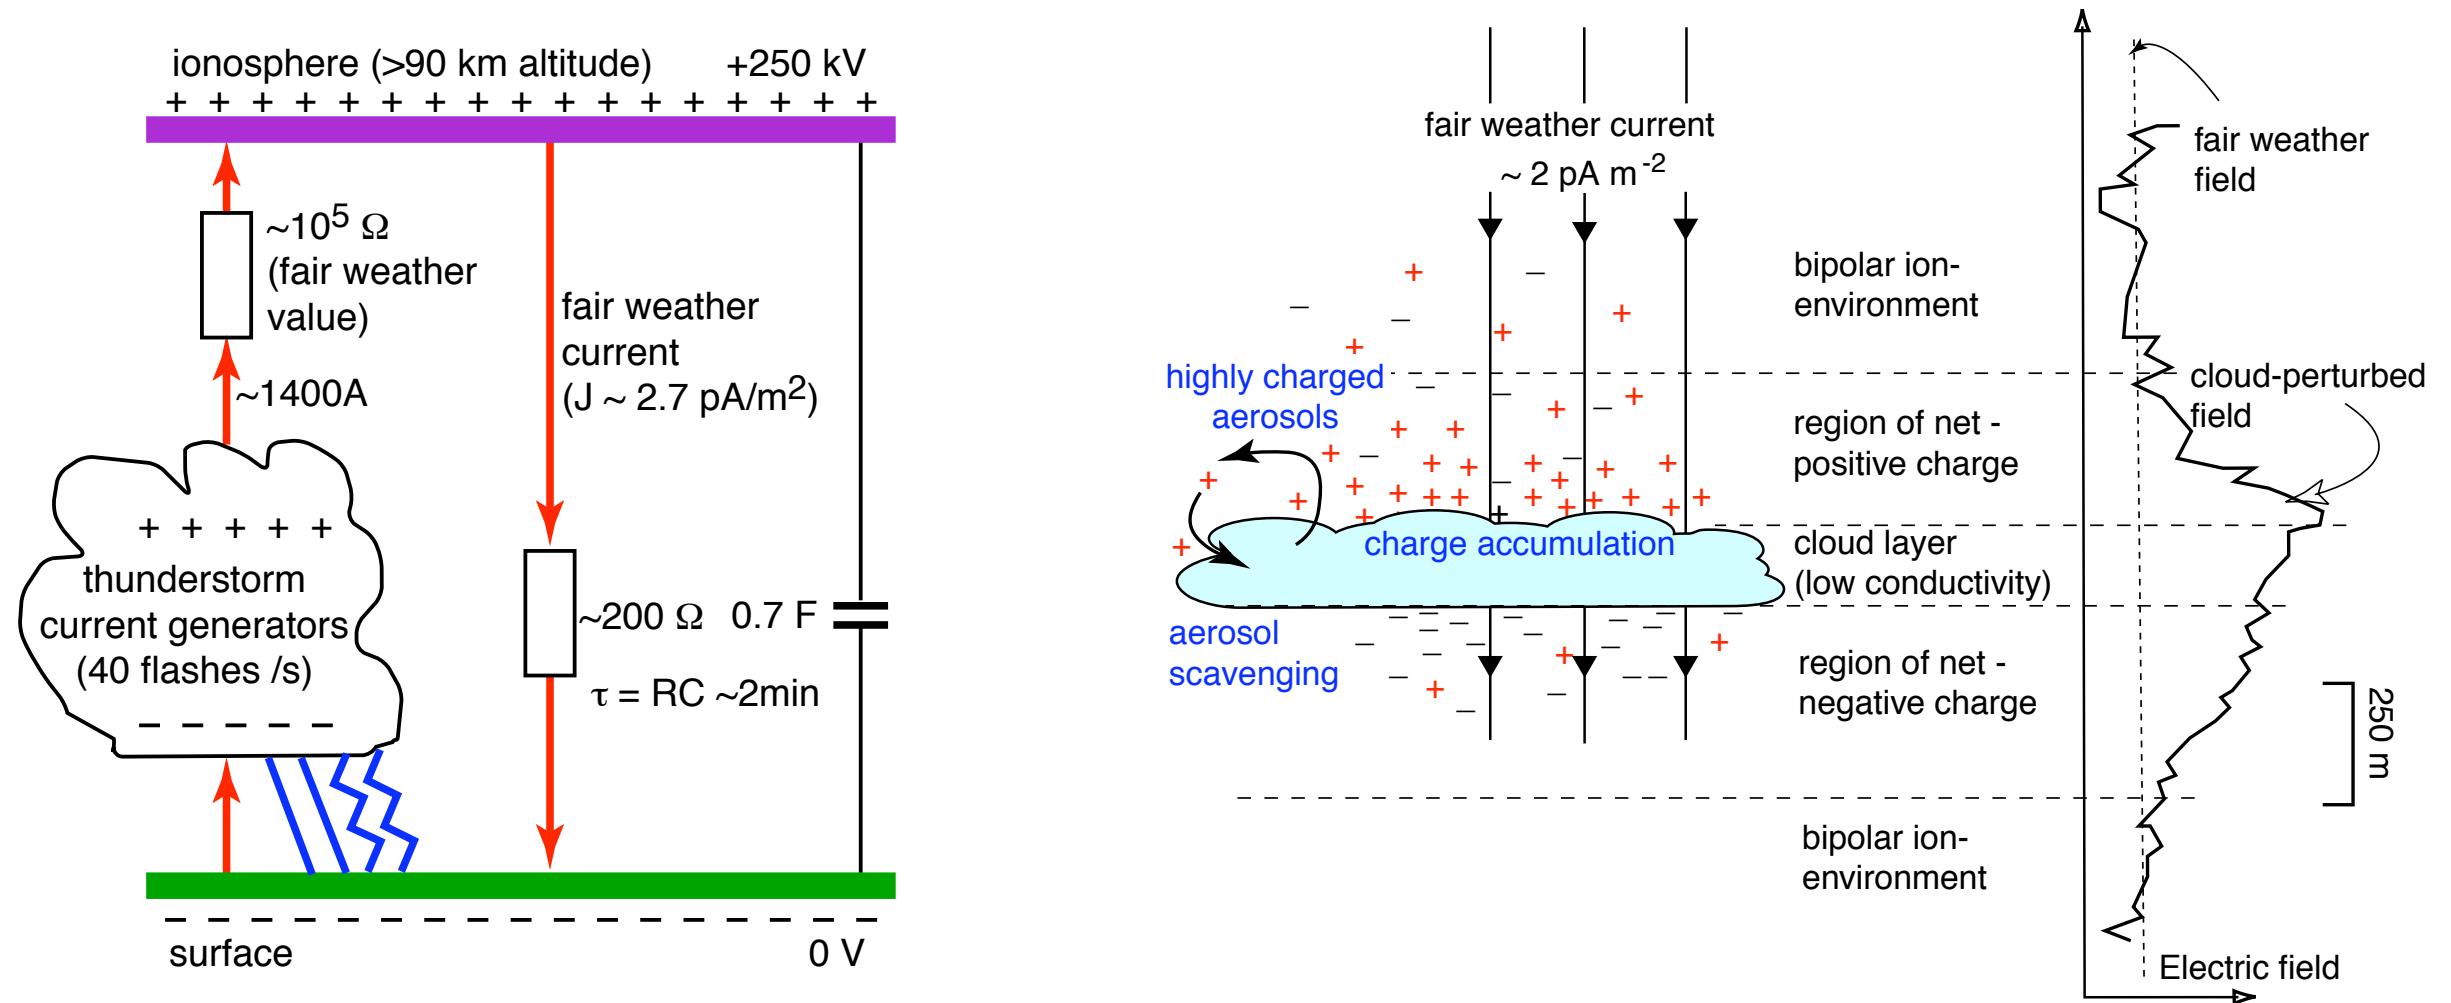 ionosphere (>90 km altitude) +250 kV
+ + + + + + + + + + + + + + + + +
~10⁵ Ω
(fair weather
value)
~1400A
fair weather
current
(J ~ 2.7 pA/m²)
+ + + + +
thunderstorm
current generators
(40 flashes /s)
– – – – –
~200 Ω 0.7 F
τ = RC ~2min
– – – – – – – – – – – – – – – – –
surface 0 V
fair weather current
~ 2 pA m⁻²
highly charged
aerosols
charge accumulation
aerosol
scavenging
bipolar ion-
environment
region of net -
positive charge
cloud layer
(low conductivity)
region of net -
negative charge
bipolar ion-
environment
fair weather
field
cloud-perturbed
field
250 m
Electric field